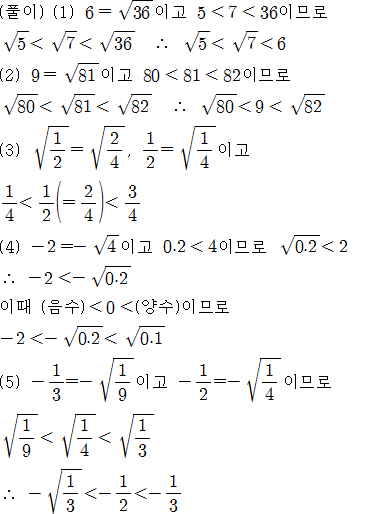 (풀이) (1) 6 = √36 이고 5 < 7 < 36이므로
√5 < √7 < √36 ∴ √5 < √7 < 6
(2) 9 = √81 이고 80 < 81 < 82이므로
√80 < √81 < √82 ∴ √80 < 9 < √82
(3) √(1/2) = √(2/4), 1/2 = √(1/4) 이고
1/4 < 1/2 (= 2/4) < 3/4
(4) −2 = −√4 이고 0.2 < 4이므로 √0.2 < 2
∴ −2 < −√0.2
이때 (음수) < 0 < (양수)이므로
−2 < −√0.2 < √0.1
(5) −1/3 = −√(1/9) 이고 −1/2 = −√(1/4) 이므로
√(1/9) < √(1/4) < √(1/3)
∴ −√(1/3) < −1/2 < −1/3